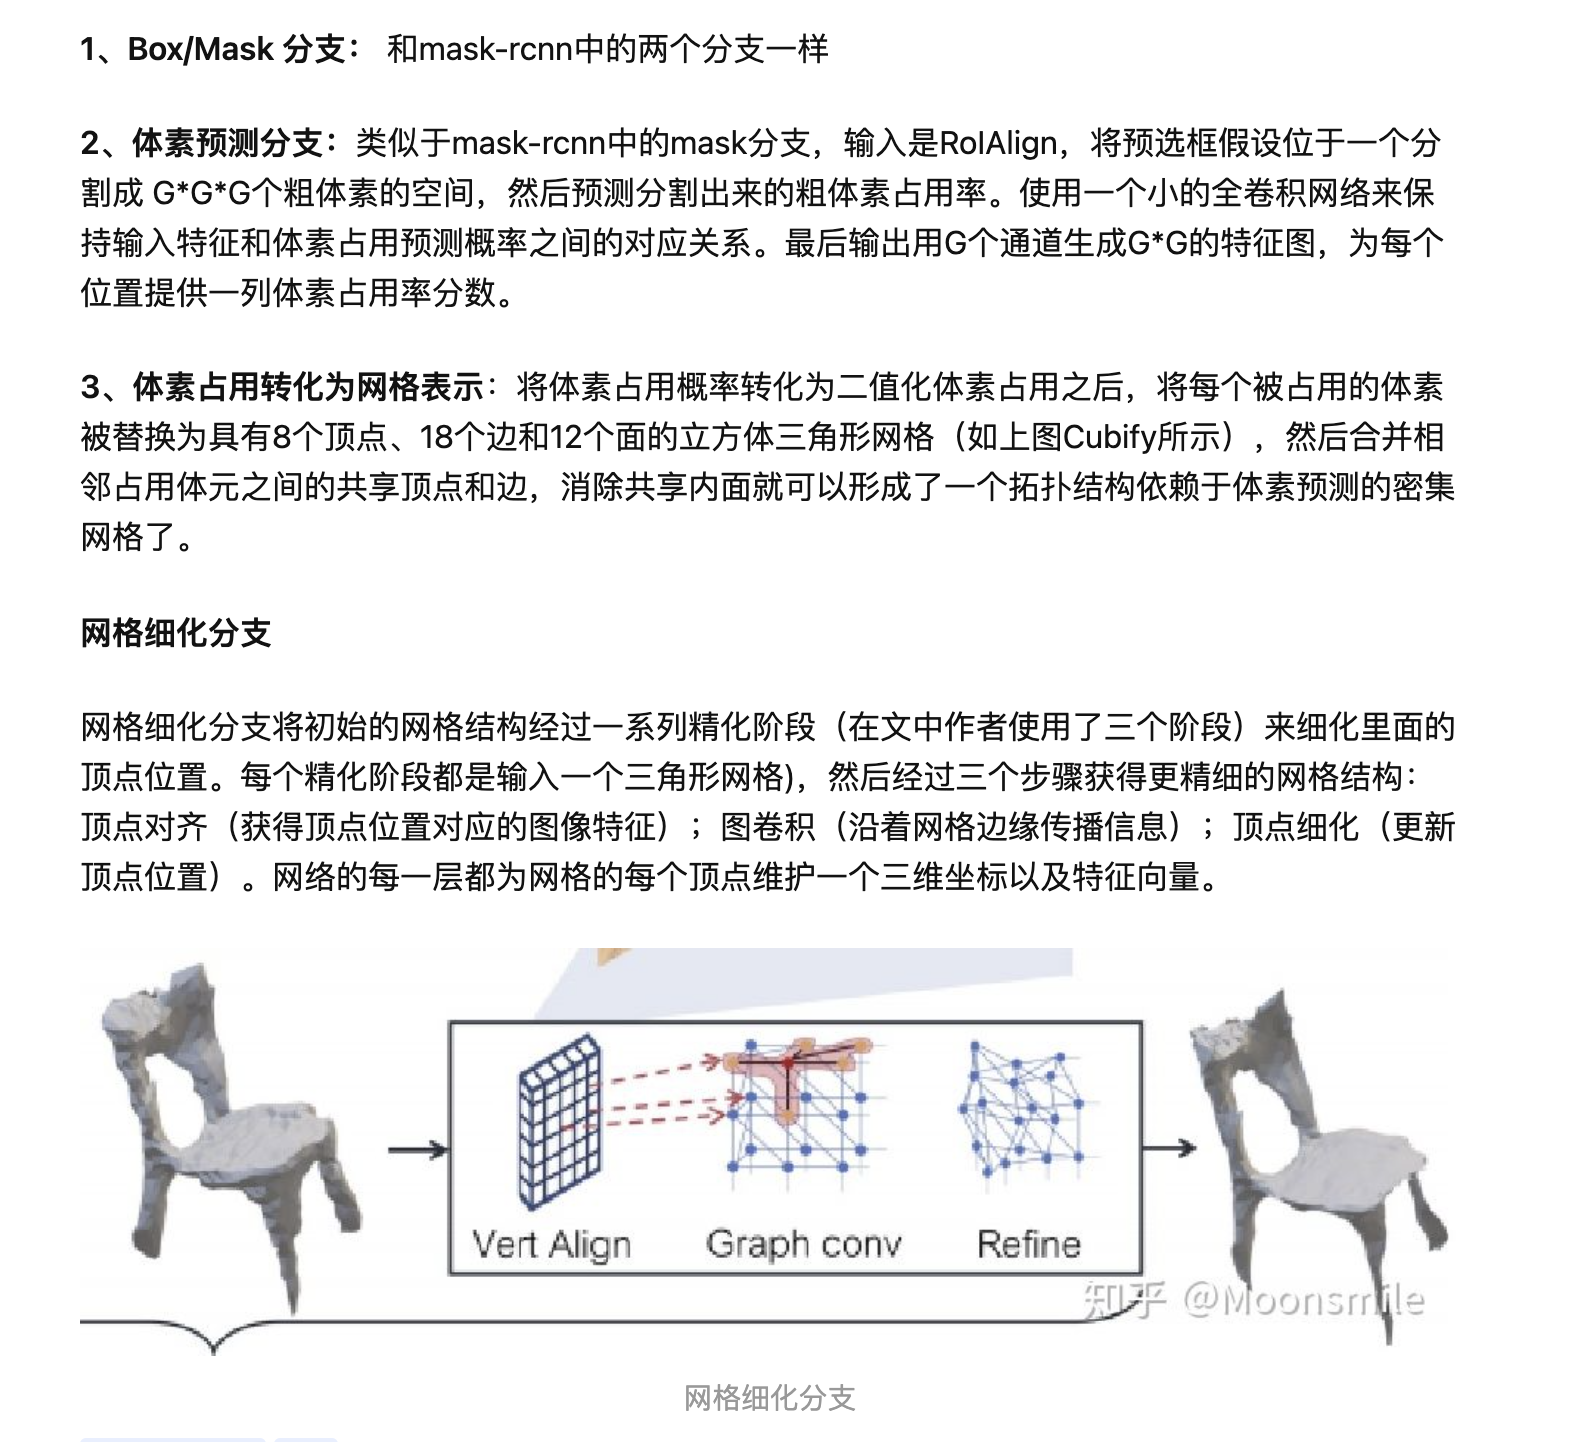 1、Box/Mask 分支： 和mask-rcnn中的两个分支一样
2、体素预测分支：类似于mask-rcnn中的mask分支，输入是RoIAlign，将预选框假设位于一个分
割成 G*G*G个粗体素的空间，然后预测分割出来的粗体素占用率。使用一个小的全卷积网络来保
持输入特征和体素占用预测概率之间的对应关系。最后输出用G个通道生成G*G的特征图，为每个
位置提供一列体素占用率分数。
3、体素占用转化为网格表示：将体素占用概率转化为二值化体素占用之后，将每个被占用的体素
被替换为具有8个顶点、18个边和12个面的立方体三角形网格（如上图Cubify所示），然后合并相
邻占用体元之间的共享顶点和边，消除共享内面就可以形成了一个拓扑结构依赖于体素预测的密集
网格了。
网格细化分支
网格细化分支将初始的网格结构经过一系列精化阶段（在文中作者使用了三个阶段）来细化里面的
顶点位置。每个精化阶段都是输入一个三角形网格)，然后经过三个步骤获得更精细的网格结构：
顶点对齐（获得顶点位置对应的图像特征）；图卷积（沿着网格边缘传播信息）；顶点细化（更新
顶点位置）。网络的每一层都为网格的每个顶点维护一个三维坐标以及特征向量。
Vert Align Graph conv Refine
知乎 @Moonsmile
网格细化分支